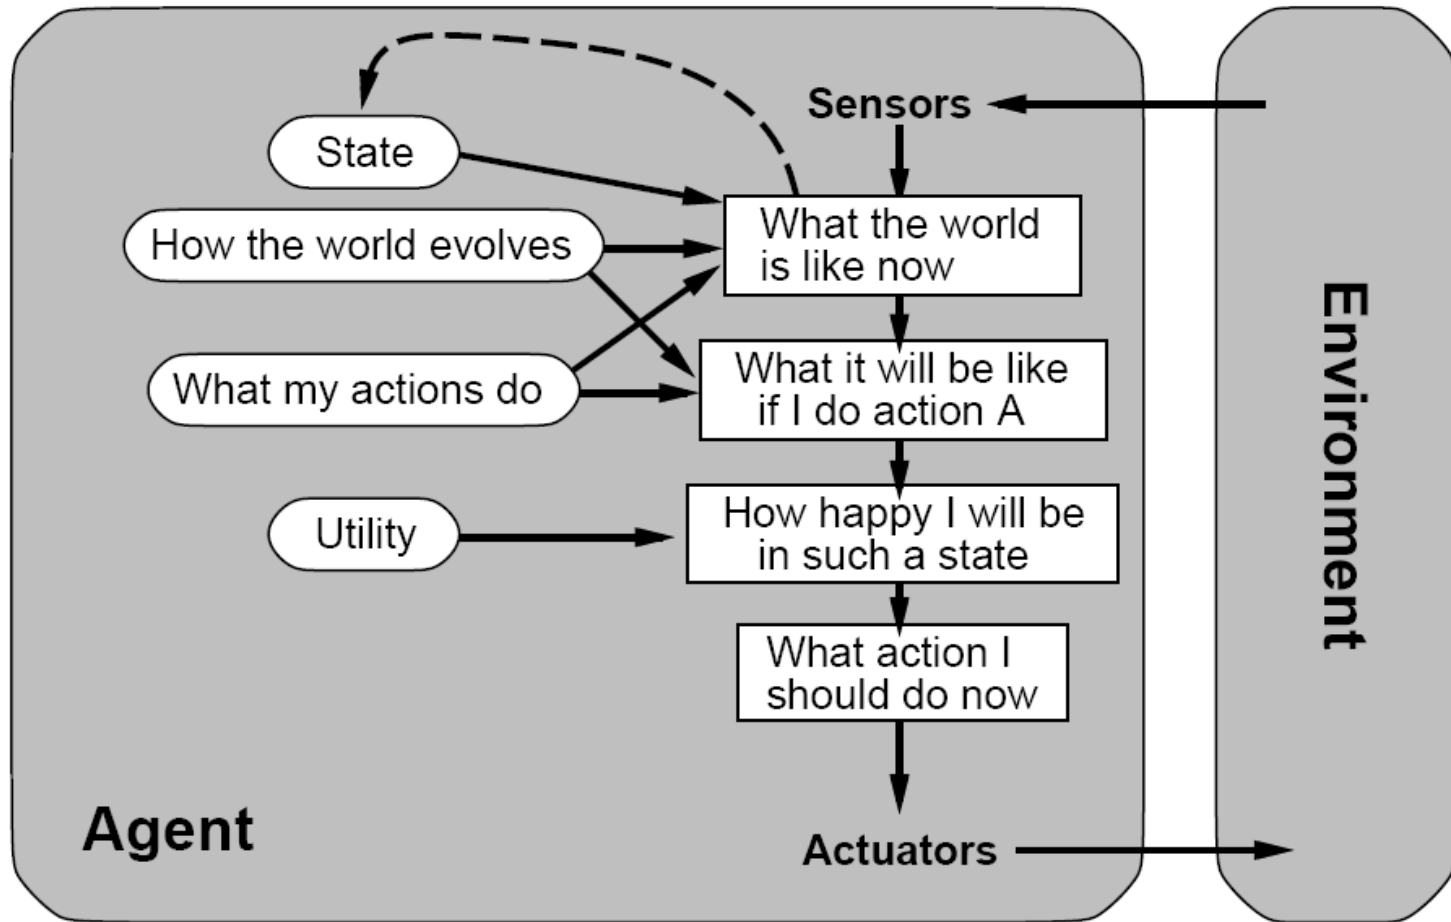 Sensors
State
What the world
is like now
How the world evolves
What it will be like
if I do action A
What my actions do
How happy I will be
in such a state
Utility
What action I
should do now
Agent
Actuators
Environment